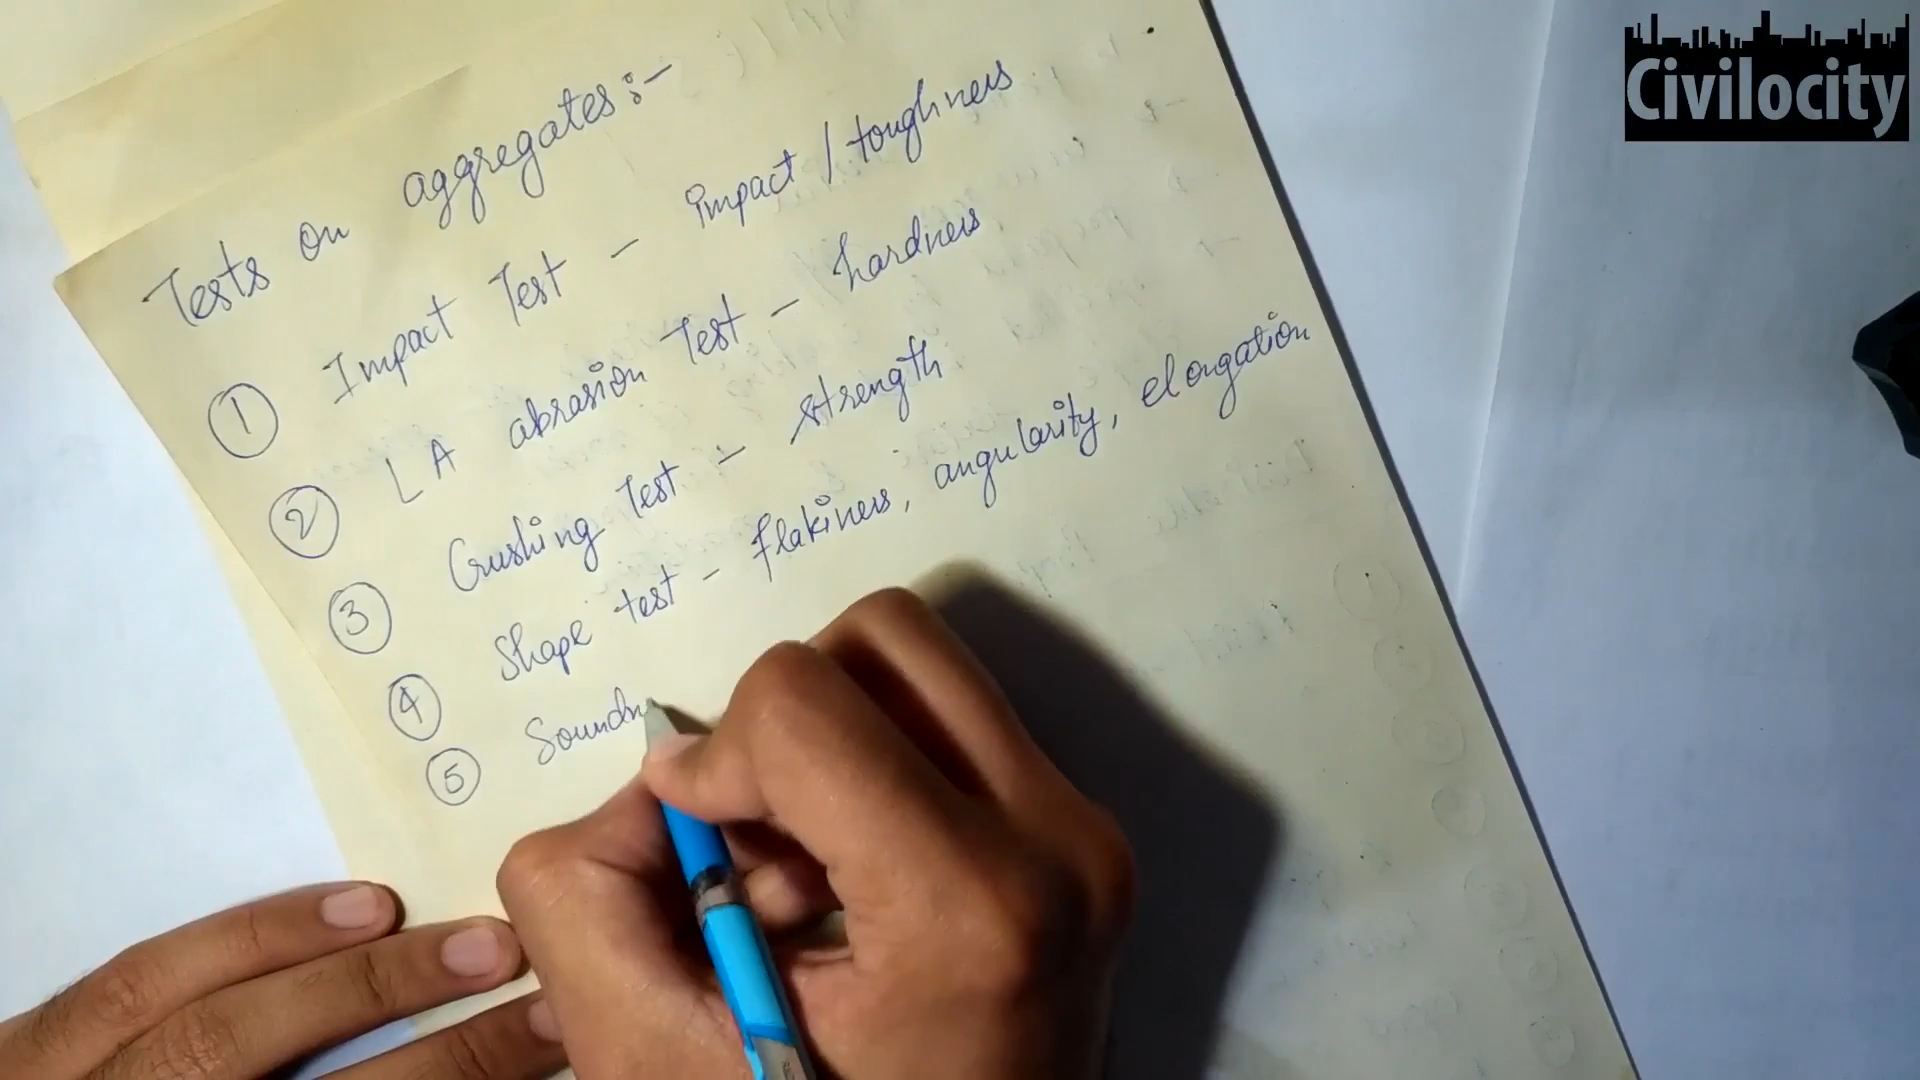 Civilocity
Tests on aggregates:-
1 Impact Test - impact / toughness
2 LA abrasion Test - hardness
3 Crushing Test - strength
4 Shape test - flakiness, angularity, elongation
5 Soundn